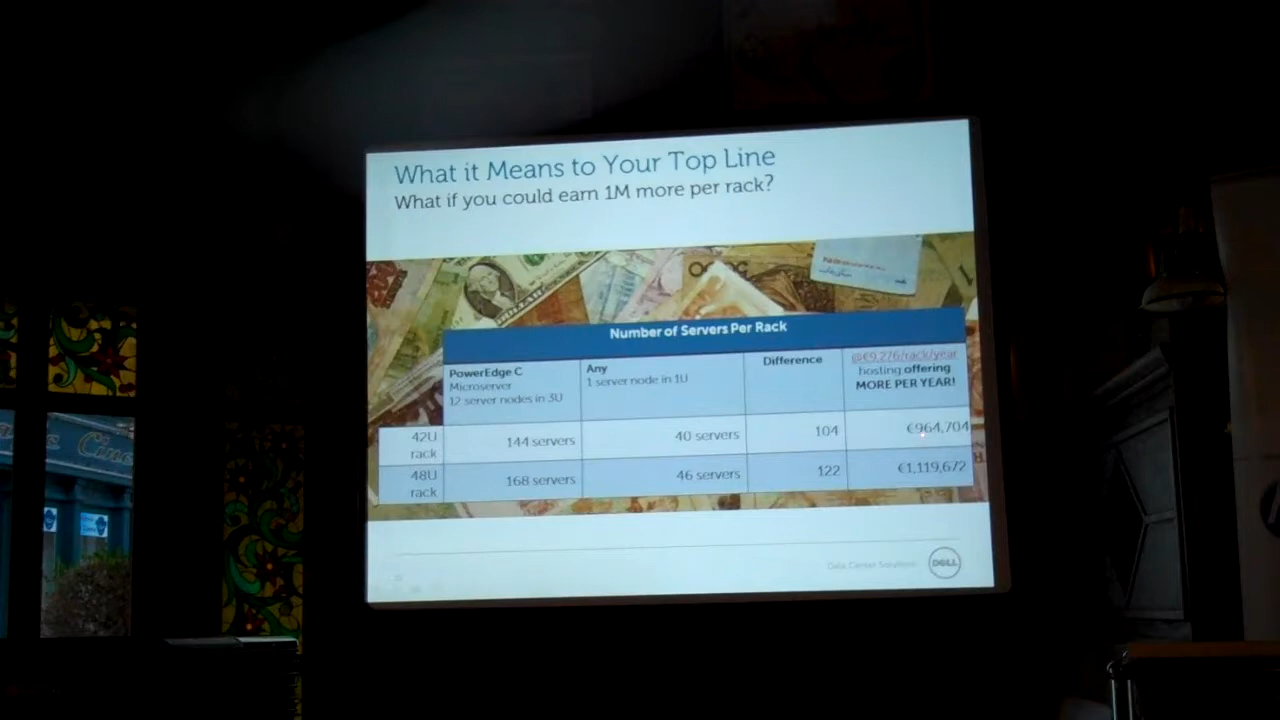 What it Means to Your Top Line
What if you could earn 1M more per rack?
Number of Servers Per Rack
PowerEdge C
Microserver
12 server nodes in 3U
Any
1 server node in 1U
Difference
@€9,276/rack/year
hosting offering
MORE PER YEAR!
42U
rack
144 servers
40 servers
104
€964,704
48U
rack
168 servers
46 servers
122
€1,119,672
Data Center Solutions
DELL